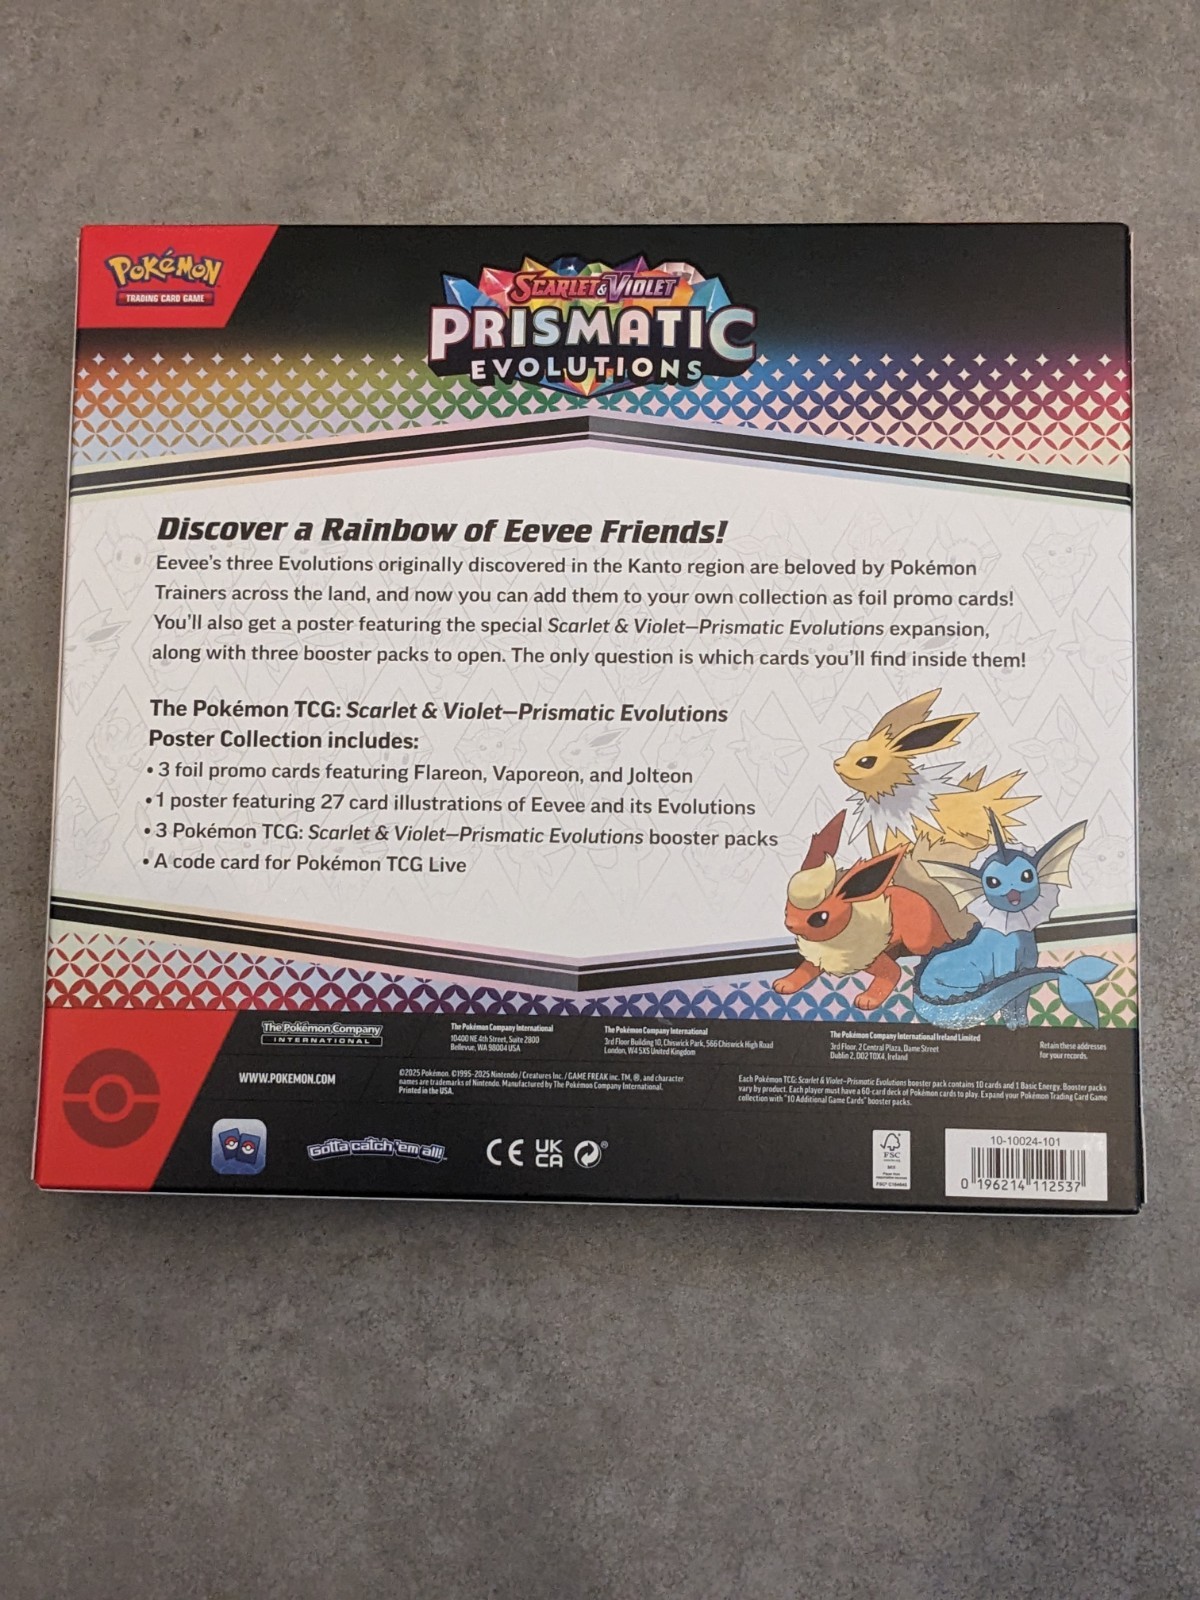 Pokémon
TRADING CARD GAME
SCARLET & VIOLET
PRISMATIC
EVOLUTIONS
Discover a Rainbow of Eevee Friends!
Eevee's three Evolutions originally discovered in the Kanto region are beloved by Pokémon
Trainers across the land, and now you can add them to your own collection as foil promo cards!
You'll also get a poster featuring the special Scarlet & Violet—Prismatic Evolutions expansion,
along with three booster packs to open. The only question is which cards you'll find inside them!
The Pokémon TCG: Scarlet & Violet—Prismatic Evolutions
Poster Collection includes:
• 3 foil promo cards featuring Flareon, Vaporeon, and Jolteon
• 1 poster featuring 27 card illustrations of Eevee and its Evolutions
• 3 Pokémon TCG: Scarlet & Violet—Prismatic Evolutions booster packs
• A code card for Pokémon TCG Live
The Pokémon Company
INTERNATIONAL
The Pokémon Company International
10400 NE 4th Street, Suite 2800
Bellevue, WA 98004 USA
The Pokémon Company International
3rd Floor Building 10, Chiswick Park, 566 Chiswick High Road
London, W4 5XS United Kingdom
The Pokémon Company International Ireland Limited
3rd Floor, 2 Central Plaza, Dame Street
Dublin 2, D02 T0X4, Ireland
Retain these addresses
for your records.
WWW.POKEMON.COM
©2025 Pokémon. ©1995–2025 Nintendo / Creatures Inc. / GAME FREAK inc. TM, ®, and character
names are trademarks of Nintendo. Manufactured by The Pokémon Company International.
Printed in the USA.
Each Pokémon TCG: Scarlet & Violet—Prismatic Evolutions booster pack contains 10 cards and 1 Basic Energy. Booster packs
vary by product. Each player must have a 60-card deck of Pokémon cards to play. Expand your Pokémon Trading Card Game
collection with "10 Additional Game Cards" booster packs.
Gotta catch 'em all!
CE
UK
CA
®
FSC
MIX
10-10024-101
0 196214 112537